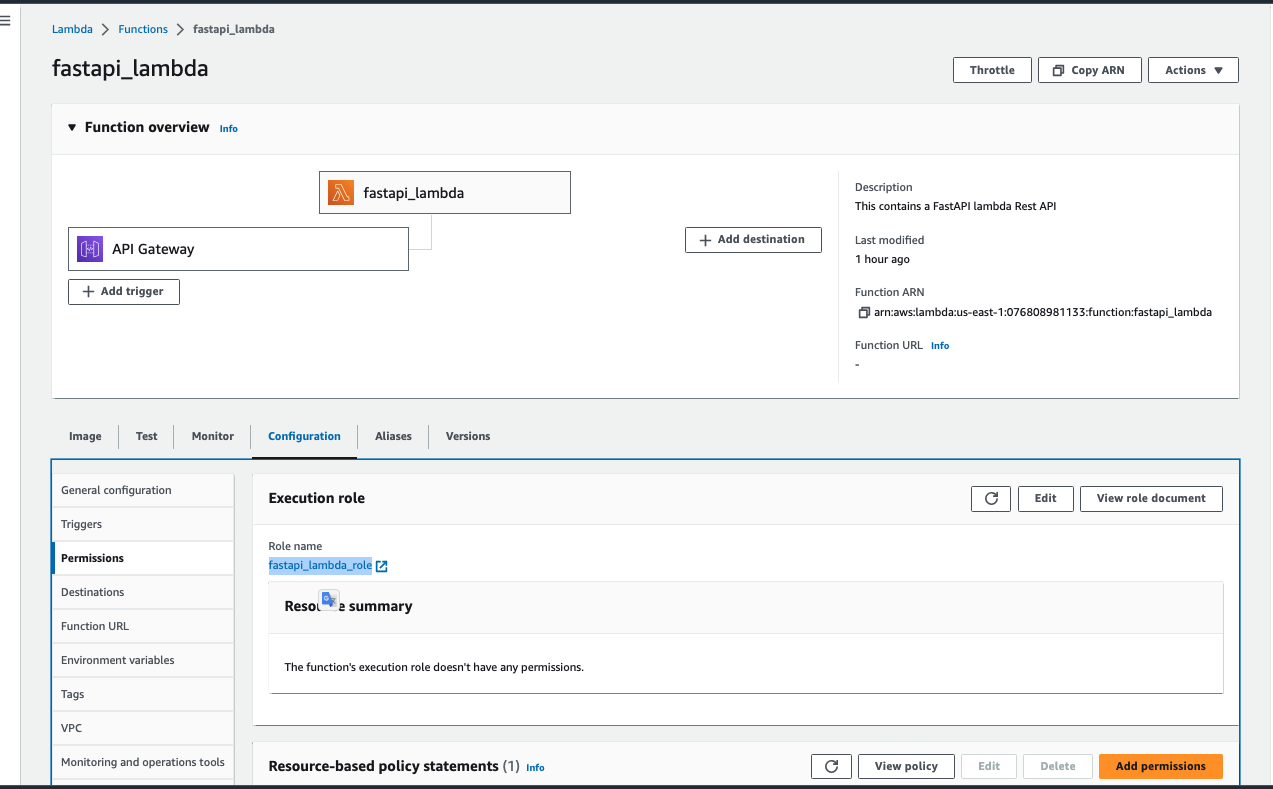 Lambda > Functions > fastapi_lambda
fastapi_lambda
Throttle
Copy ARN
Actions ▼
▼ Function overview Info
fastapi_lambda
API Gateway
+ Add trigger
+ Add destination
Description
This contains a FastAPI lambda Rest API
Last modified
1 hour ago
Function ARN
arn:aws:lambda:us-east-1:076808981133:function:fastapi_lambda
Function URL Info
-
Image
Test
Monitor
Configuration
Aliases
Versions
General configuration
Triggers
Permissions
Destinations
Function URL
Environment variables
Tags
VPC
Monitoring and operations tools
Execution role
Edit
View role document
Role name
fastapi_lambda_role
summary
The function's execution role doesn't have any permissions.
Resource-based policy statements (1) Info
View policy
Edit
Delete
Add permissions